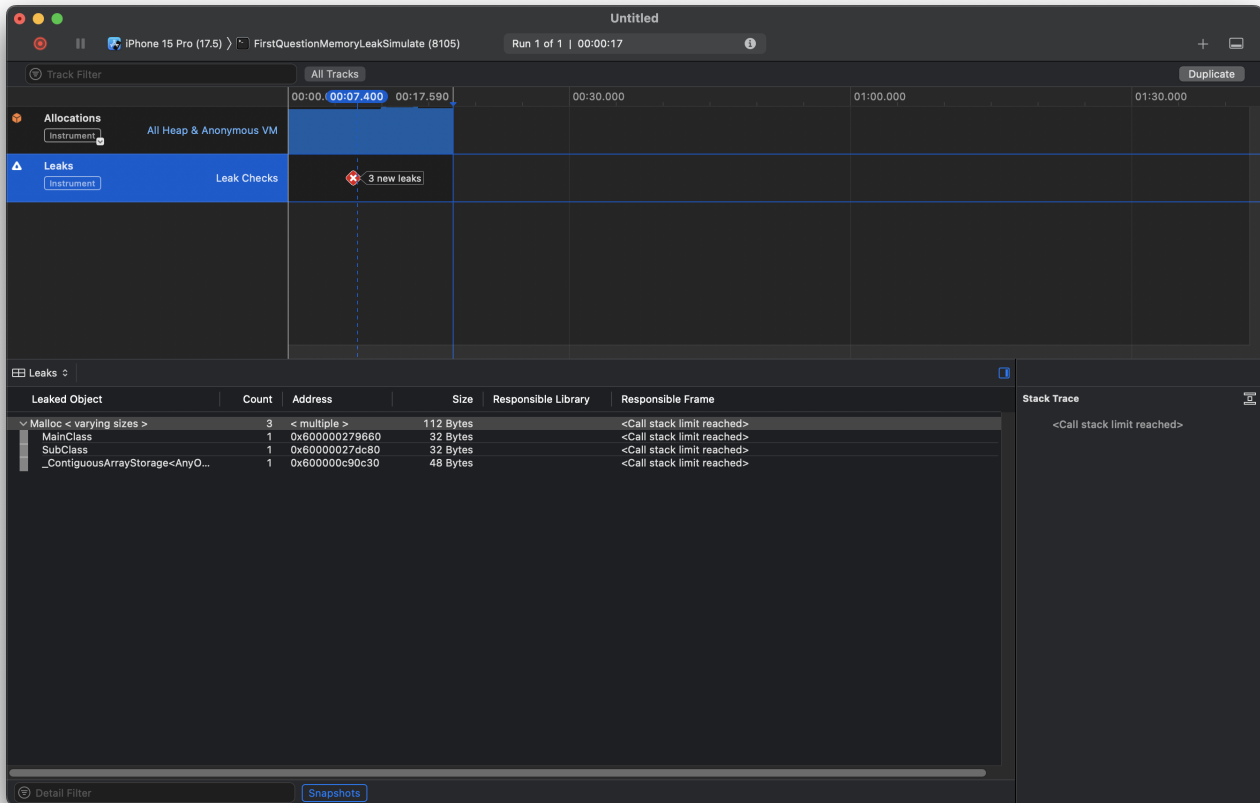 Untitled
iPhone 15 Pro (17.5) 〉 FirstQuestionMemoryLeakSimulate (8105)
Run 1 of 1 | 00:00:17
Track Filter
All Tracks
Duplicate
00:00. 00:07.400 00:17.590 00:30.000 01:00.000 01:30.000
Allocations
Instrument
All Heap & Anonymous VM
Leaks
Instrument
Leak Checks
3 new leaks
Leaks
Leaked Object Count Address Size Responsible Library Responsible Frame
Stack Trace
Malloc < varying sizes > 3 < multiple > 112 Bytes <Call stack limit reached>
<Call stack limit reached>
MainClass 1 0x600000279660 32 Bytes <Call stack limit reached>
SubClass 1 0x60000027dc80 32 Bytes <Call stack limit reached>
_ContiguousArrayStorage<AnyO... 1 0x600000c90c30 48 Bytes <Call stack limit reached>
Detail Filter
Snapshots